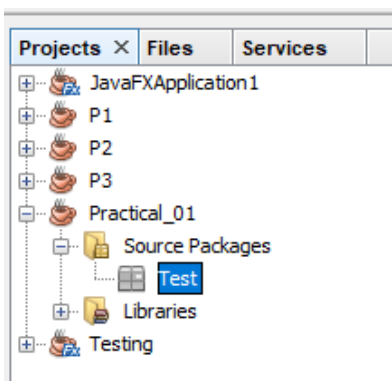 Projects × Files Services
JavaFXApplication1
P1
P2
P3
Practical_01
Source Packages
Test
Libraries
Testing